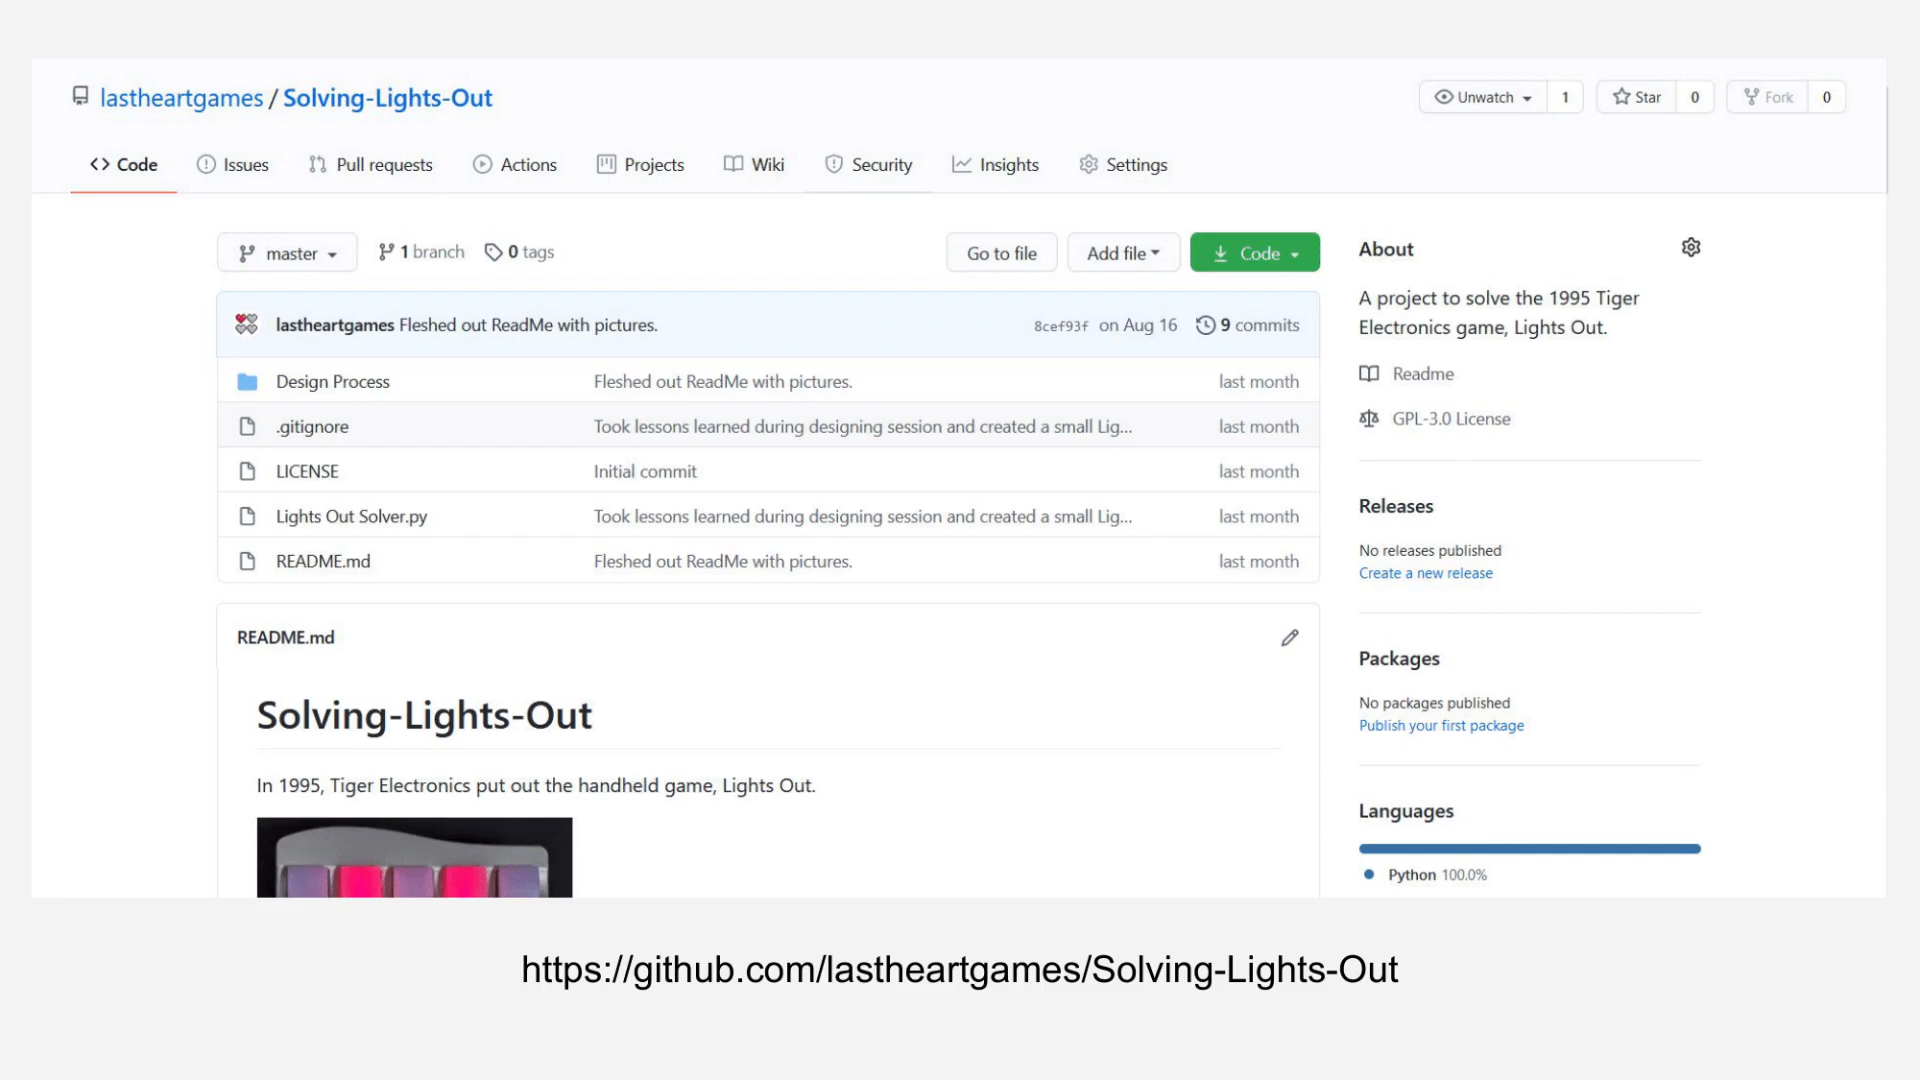 lastheartgames / Solving-Lights-Out
Unwatch 1 Star 0 Fork 0
Code Issues Pull requests Actions Projects Wiki Security Insights Settings
master 1 branch 0 tags Go to file Add file Code
lastheartgames Fleshed out ReadMe with pictures. 8cef93f on Aug 16 9 commits
Design Process Fleshed out ReadMe with pictures. last month
.gitignore Took lessons learned during designing session and created a small Lig... last month
LICENSE Initial commit last month
Lights Out Solver.py Took lessons learned during designing session and created a small Lig... last month
README.md Fleshed out ReadMe with pictures. last month
README.md
Solving-Lights-Out
In 1995, Tiger Electronics put out the handheld game, Lights Out.
About
A project to solve the 1995 Tiger
Electronics game, Lights Out.
Readme
GPL-3.0 License
Releases
No releases published
Create a new release
Packages
No packages published
Publish your first package
Languages
Python 100.0%
https://github.com/lastheartgames/Solving-Lights-Out